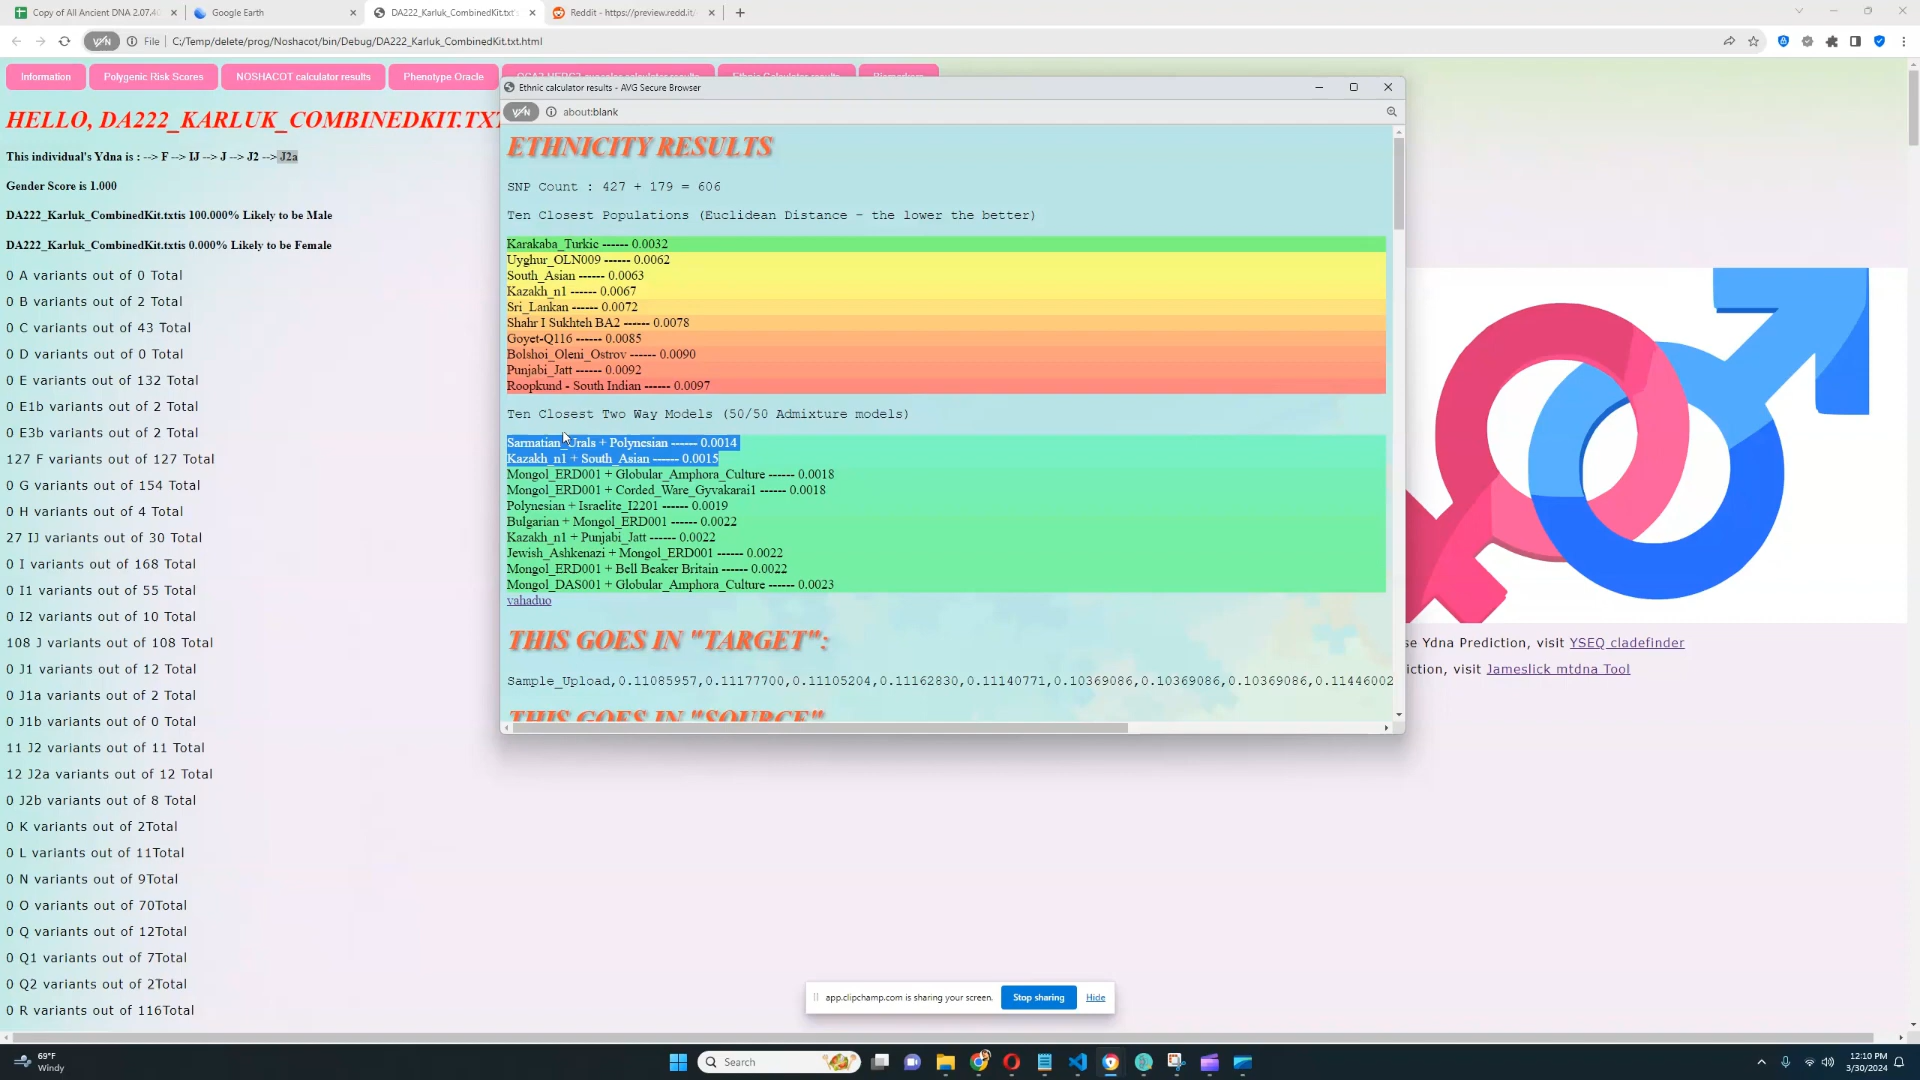 Copy of All Ancient DNA 2.07.4
Google Earth
DA222_Karluk_CombinedKit.txt's
Reddit - https://preview.redd.it/
File C:/Temp/delete/prog/Noshacot/bin/Debug/DA222_Karluk_CombinedKit.txt.html
Information
Polygenic Risk Scores
NOSHACOT calculator results
Phenotype Oracle
HELLO, DA222_KARLUK_COMBINEDKIT.TXT
This individual's Ydna is : --> F --> IJ --> J --> J2 --> J2a
Gender Score is 1.000
DA222_Karluk_CombinedKit.txtis 100.000% Likely to be Male
DA222_Karluk_CombinedKit.txtis 0.000% Likely to be Female
0 A variants out of 0 Total
0 B variants out of 2 Total
0 C variants out of 43 Total
0 D variants out of 0 Total
0 E variants out of 132 Total
0 E1b variants out of 2 Total
0 E3b variants out of 2 Total
127 F variants out of 127 Total
0 G variants out of 154 Total
0 H variants out of 4 Total
27 IJ variants out of 30 Total
0 I variants out of 168 Total
0 I1 variants out of 55 Total
0 I2 variants out of 10 Total
108 J variants out of 108 Total
0 J1 variants out of 12 Total
0 J1a variants out of 2 Total
0 J1b variants out of 0 Total
11 J2 variants out of 11 Total
12 J2a variants out of 12 Total
0 J2b variants out of 8 Total
0 K variants out of 2Total
0 L variants out of 11Total
0 N variants out of 9Total
0 O variants out of 70Total
0 Q variants out of 12Total
0 Q1 variants out of 7Total
0 Q2 variants out of 2Total
0 R variants out of 116Total
Ethnic calculator results - AVG Secure Browser
about:blank
ETHNICITY RESULTS
SNP Count : 427 + 179 = 606
Ten Closest Populations (Euclidean Distance - the lower the better)
Karakaba_Turkic ------ 0.0032
Uyghur_OLN009 ------ 0.0062
South_Asian ------ 0.0063
Kazakh_n1 ------ 0.0067
Sri_Lankan ------ 0.0072
Shahr I Sukhteh BA2 ------ 0.0078
Goyet-Q116 ------ 0.0085
Bolshoi_Oleni_Ostrov ------ 0.0090
Punjabi_Jatt ------ 0.0092
Roopkund - South Indian ------ 0.0097
Ten Closest Two Way Models (50/50 Admixture models)
Sarmatian_Urals + Polynesian ------ 0.0014
Kazakh_n1 + South_Asian ------ 0.0015
Mongol_ERD001 + Globular_Amphora_Culture ------ 0.0018
Mongol_ERD001 + Corded_Ware_Gyvakarai1 ------ 0.0018
Polynesian + Israelite_I2201 ------ 0.0019
Bulgarian + Mongol_ERD001 ------ 0.0022
Kazakh_n1 + Punjabi_Jatt ------ 0.0022
Jewish_Ashkenazi + Mongol_ERD001 ------ 0.0022
Mongol_ERD001 + Bell Beaker Britain ------ 0.0022
Mongol_DAS001 + Globular_Amphora_Culture ------ 0.0023
vahaduo
THIS GOES IN "TARGET":
Sample_Upload,0.11085957,0.11177700,0.11105204,0.11162830,0.11140771,0.10369086,0.10369086,0.10369086,0.11446002
THIS GOES IN "SOURCE"
se Ydna Prediction, visit YSEQ cladefinder
iction, visit Jameslick mtdna Tool
app.clipchamp.com is sharing your screen.
Stop sharing
Hide
69°F
Windy
Search
12:10 PM
3/30/2024